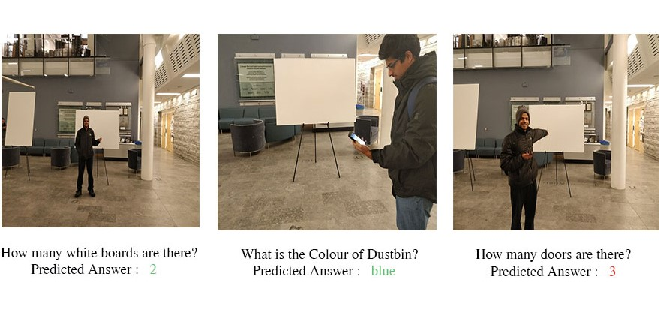 How many white boards are there?
Predicted Answer : 2
What is the Colour of Dustbin?
Predicted Answer : blue
How many doors are there?
Predicted Answer : 3